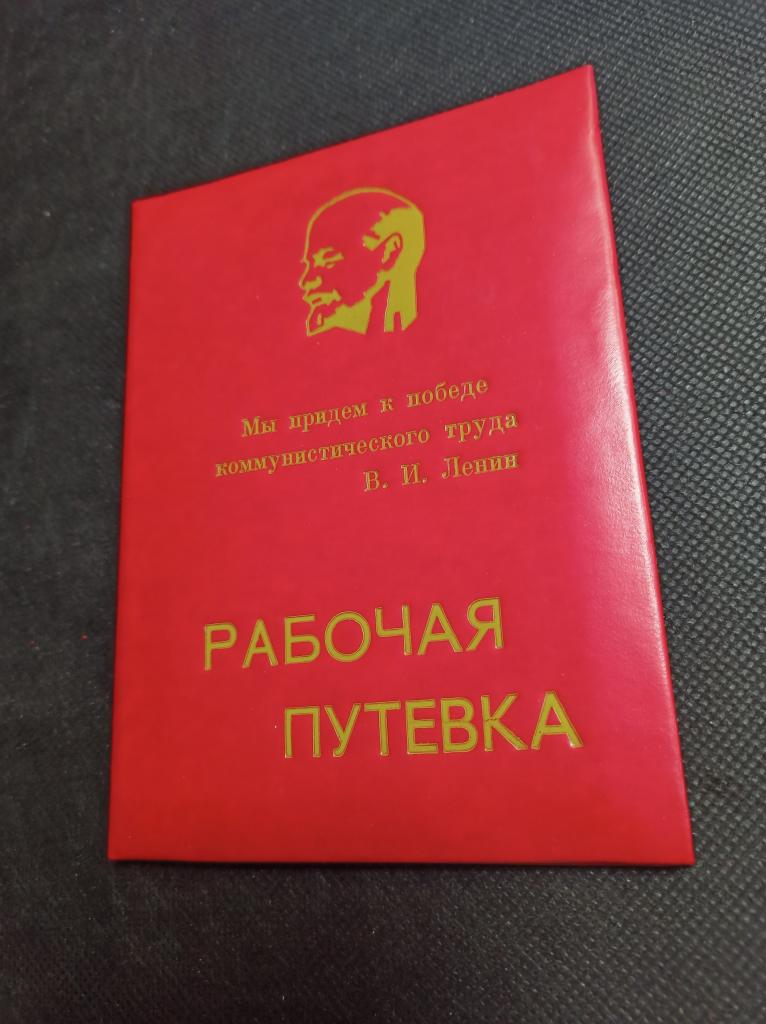 Мы придем к победе
коммунистического труда
В. И. Ленин
РАБОЧАЯ
ПУТЕВКА